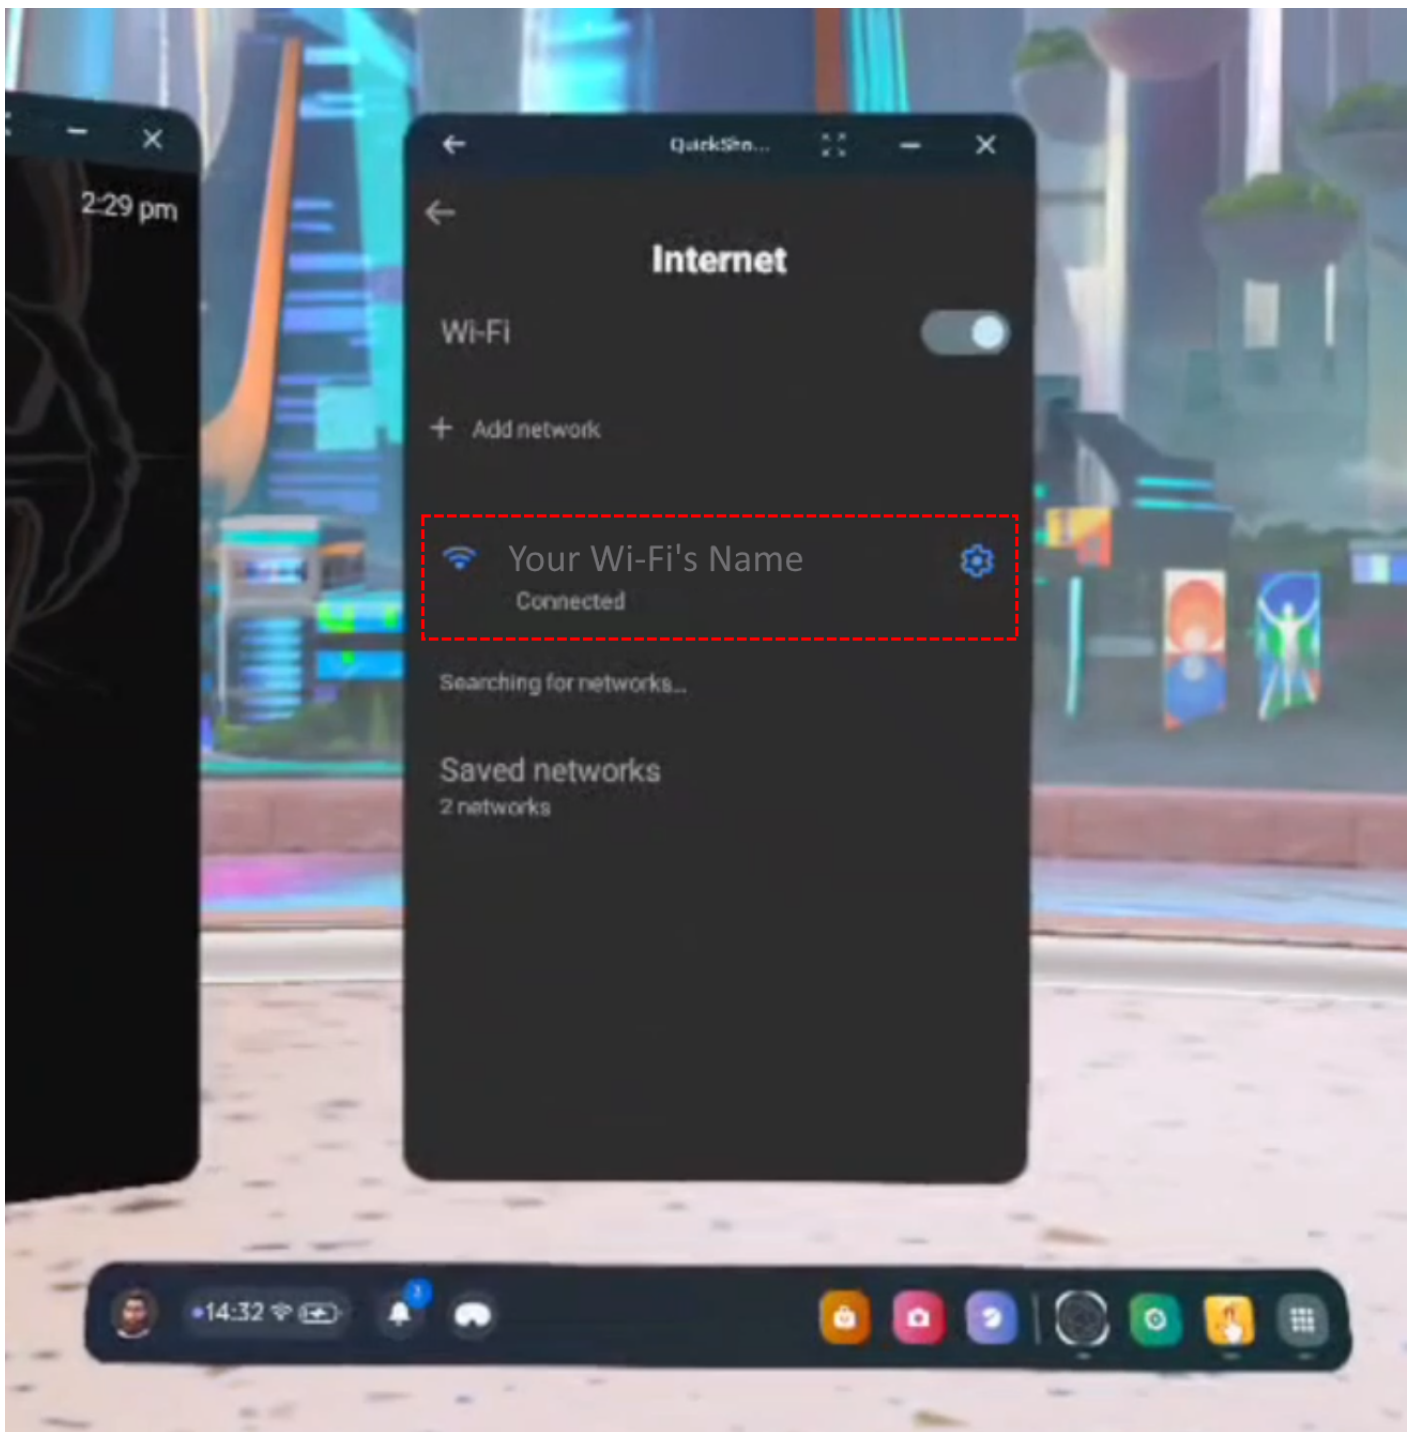 2:29 pm
QuickSho...
Internet
Wi-Fi
+ Add network
Your Wi-Fi's Name
Connected
Searching for networks...
Saved networks
2 networks
14:32